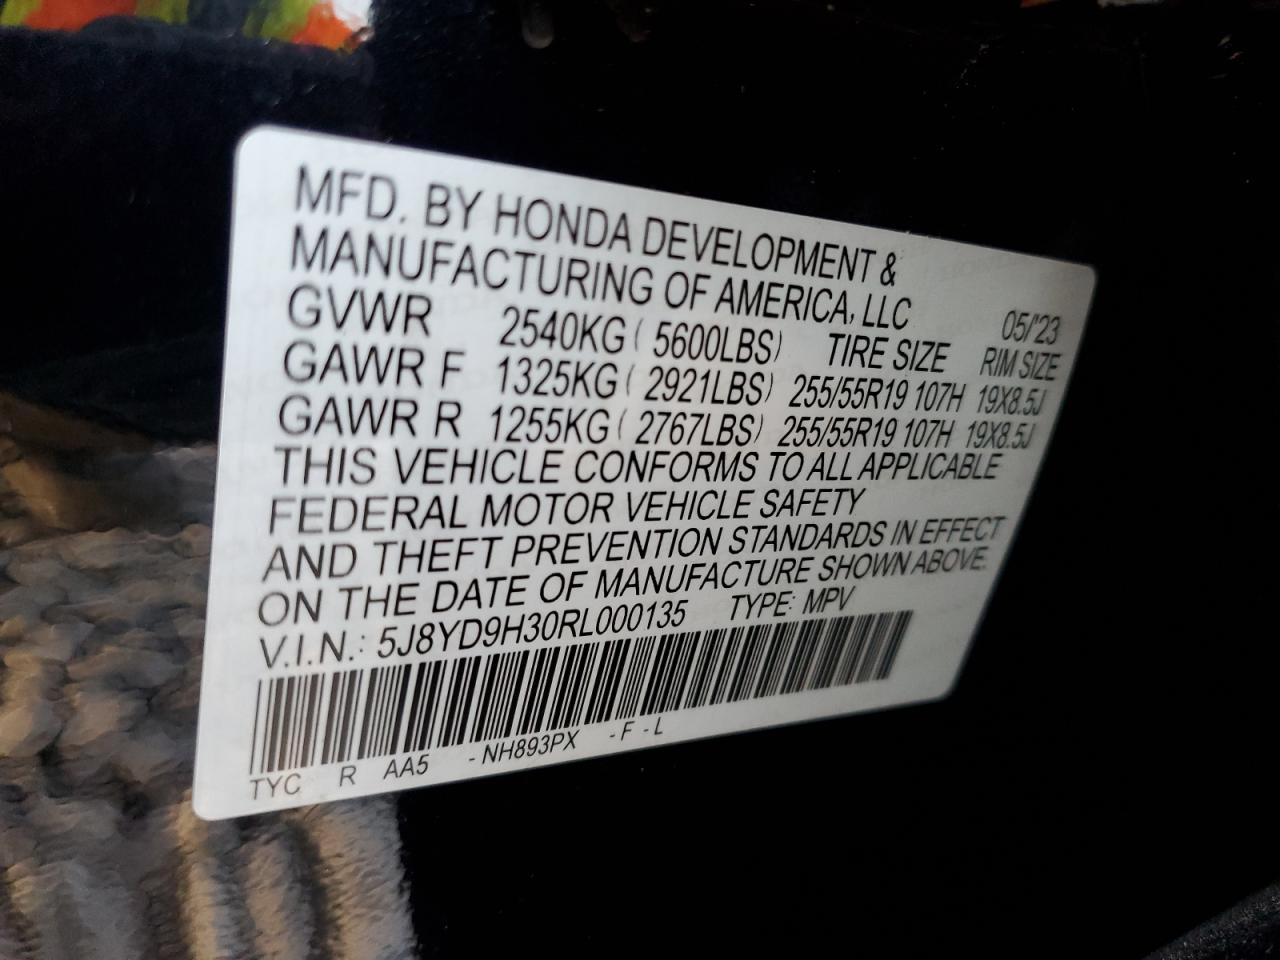 MFD. BY HONDA DEVELOPMENT &
MANUFACTURING OF AMERICA, LLC 05/'23
GVWR 2540KG ( 5600LBS) TIRE SIZE RIM SIZE
GAWR F 1325KG ( 2921LBS) 255/55R19 107H 19X8.5J
GAWR R 1255KG ( 2767LBS) 255/55R19 107H 19X8.5J
THIS VEHICLE CONFORMS TO ALL APPLICABLE
FEDERAL MOTOR VEHICLE SAFETY
AND THEFT PREVENTION STANDARDS IN EFFECT
ON THE DATE OF MANUFACTURE SHOWN ABOVE.
V.I.N.: 5J8YD9H30RL000135 TYPE: MPV
TYC R AA5 -NH893PX -F -L